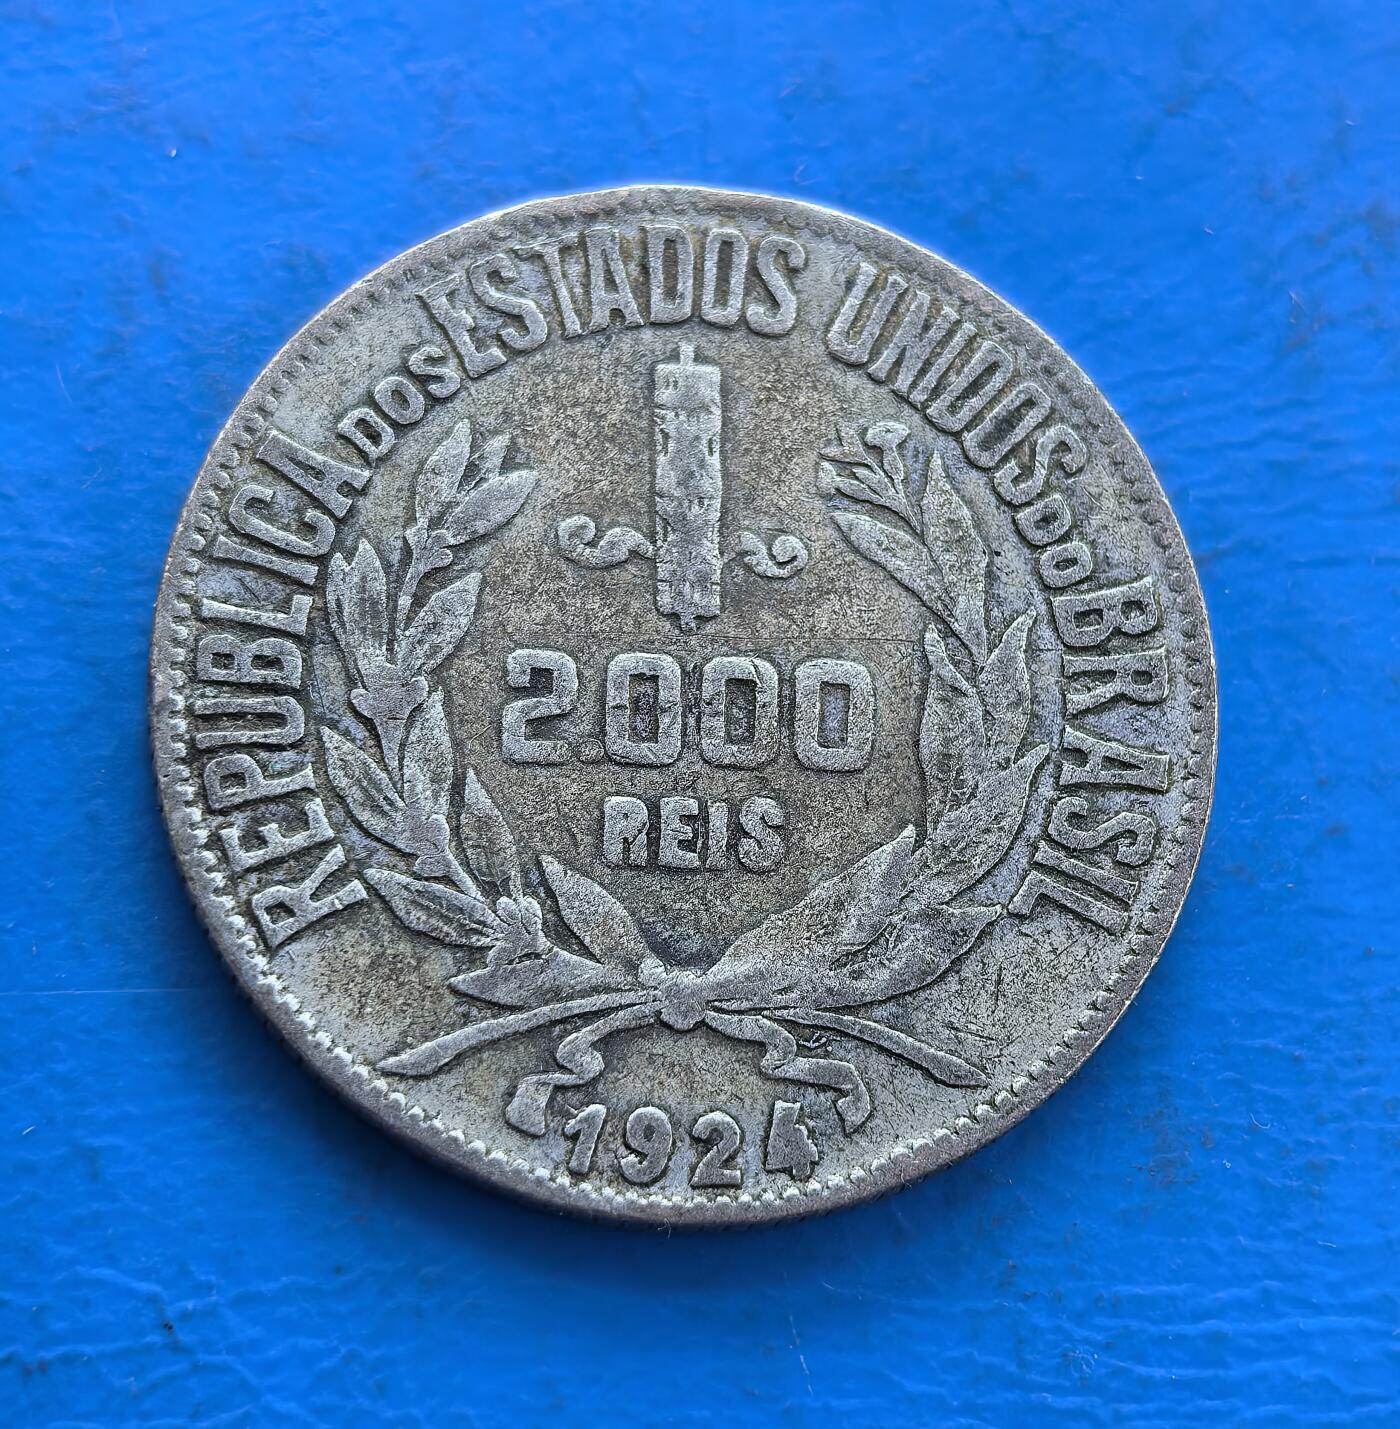 REPUBLICA DOS ESTADOS UNIDOS DO BRASIL
2.000
REIS
1924